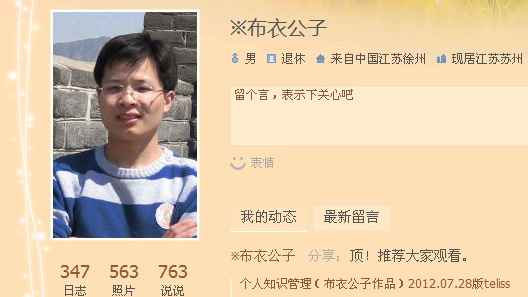 ※布衣公子
男 退休 来自中国江苏徐州 现居江苏苏州
留个言，表示下关心吧
表情
我的动态 最新留言
※布衣公子 分享：顶！推荐大家观看。
个人知识管理（布衣公子作品）2012.07.28版teliss
347 563 763
日志 照片 说说